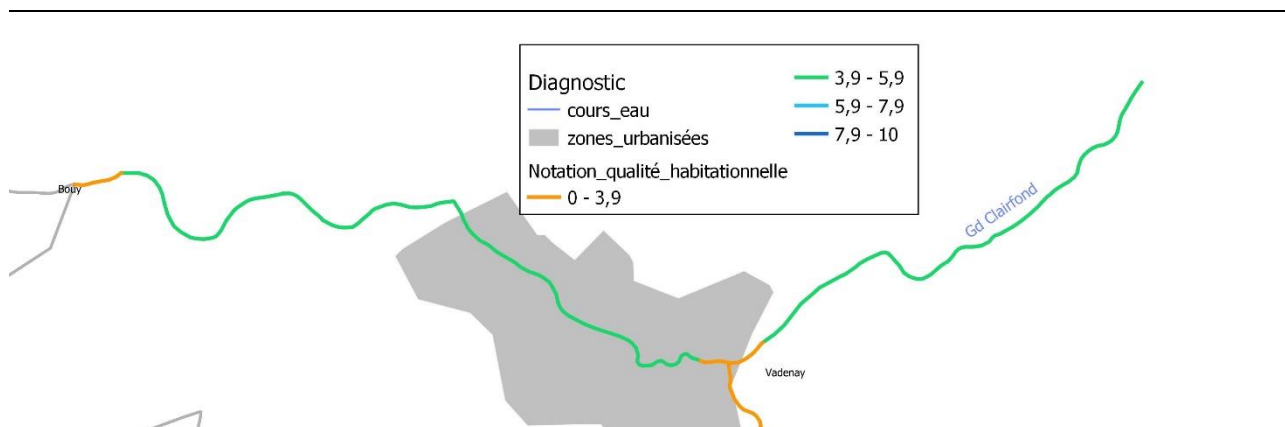 Diagnostic
cours_eau
zones_urbanisées
Notation_qualité_habitationnelle
0 - 3,9
3,9 - 5,9
5,9 - 7,9
7,9 - 10
Gd Clairfond
Bouy
Vadenay